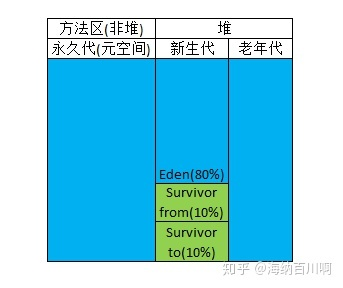 方法区(非堆) 堆
永久代(元空间) 新生代 老年代
Eden(80%)
Survivor
from(10%)
Survivor
to(10%)
知乎 @海纳百川啊